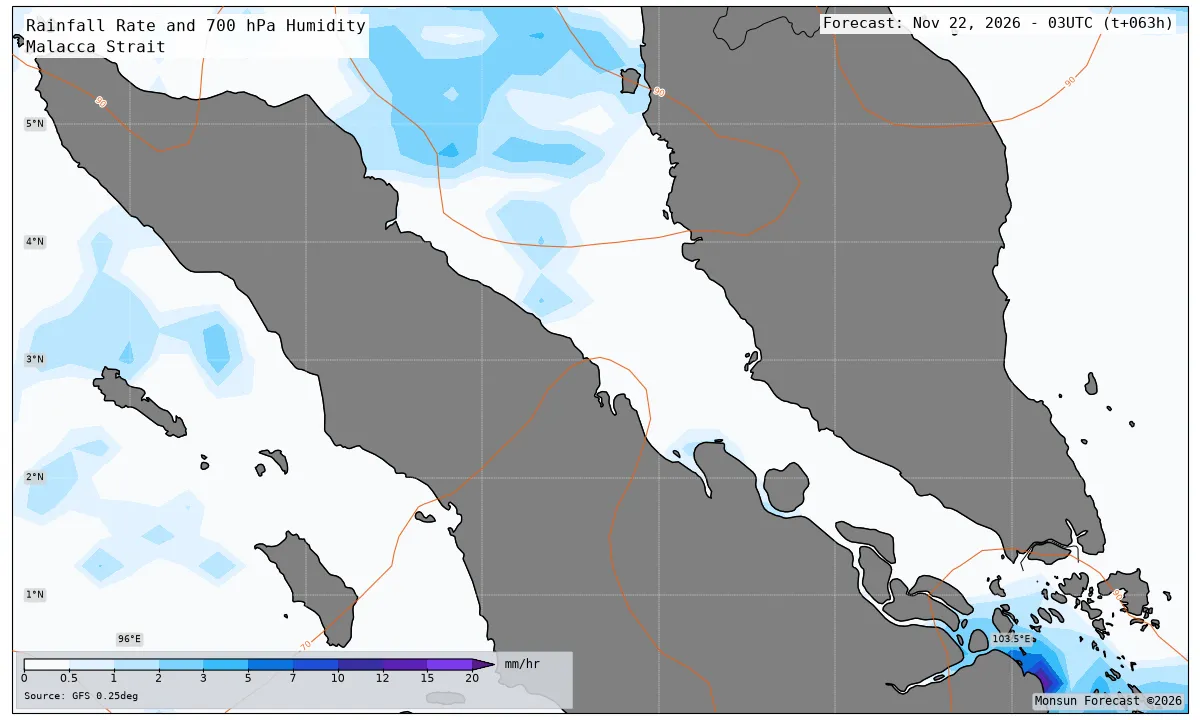 Rainfall Rate and 700 hPa Humidity
Malacca Strait
Forecast: Nov 22, 2026 - 03UTC (t+063h)
90
90
5°N
4°N
3°N
2°N
1°N
70
96°E
103.5°E
mm/hr
0 0.5 1 2 3 5 7 10 12 15 20
Source: GFS 0.25deg
Monsun Forecast ©2026